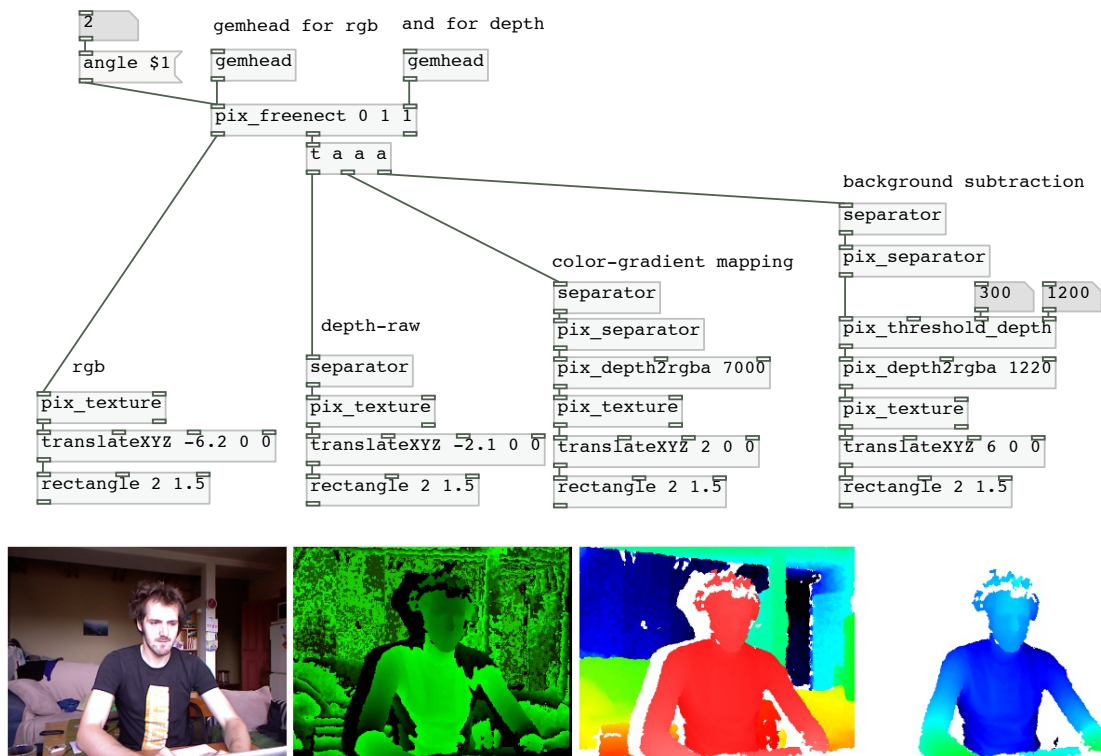 2
gemhead for rgb
and for depth
angle $1
gemhead
gemhead
pix_freenect 0 1 1
t a a a
background subtraction
separator
pix_separator
300
1200
pix_threshold_depth
pix_depth2rgba 1220
pix_texture
translateXYZ 6 0 0
rectangle 2 1.5
color-gradient mapping
separator
pix_separator
pix_depth2rgba 7000
pix_texture
translateXYZ 2 0 0
rectangle 2 1.5
depth-raw
separator
pix_texture
translateXYZ -2.1 0 0
rectangle 2 1.5
rgb
pix_texture
translateXYZ -6.2 0 0
rectangle 2 1.5